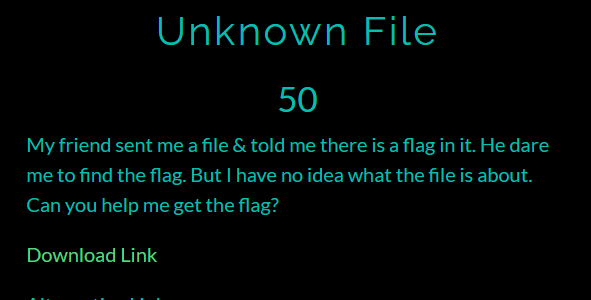 Unknown File
50
My friend sent me a file & told me there is a flag in it. He dare
me to find the flag. But I have no idea what the file is about.
Can you help me get the flag?
Download Link